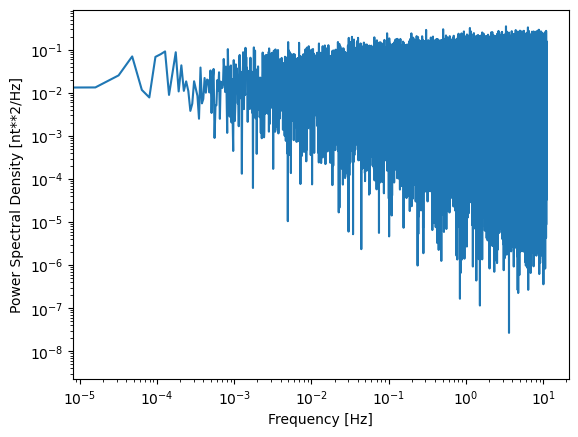 Power Spectral Density [nt**2/Hz]
10⁻¹
10⁻²
10⁻³
10⁻⁴
10⁻⁵
10⁻⁶
10⁻⁷
10⁻⁸
10⁻⁵ 10⁻⁴ 10⁻³ 10⁻² 10⁻¹ 10⁰ 10¹
Frequency [Hz]